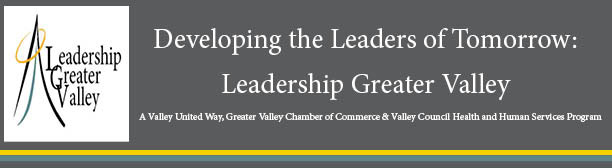 Leadership
Greater
Valley
Developing the Leaders of Tomorrow:
Leadership Greater Valley
A Valley United Way, Greater Valley Chamber of Commerce & Valley Council Health and Human Services Program